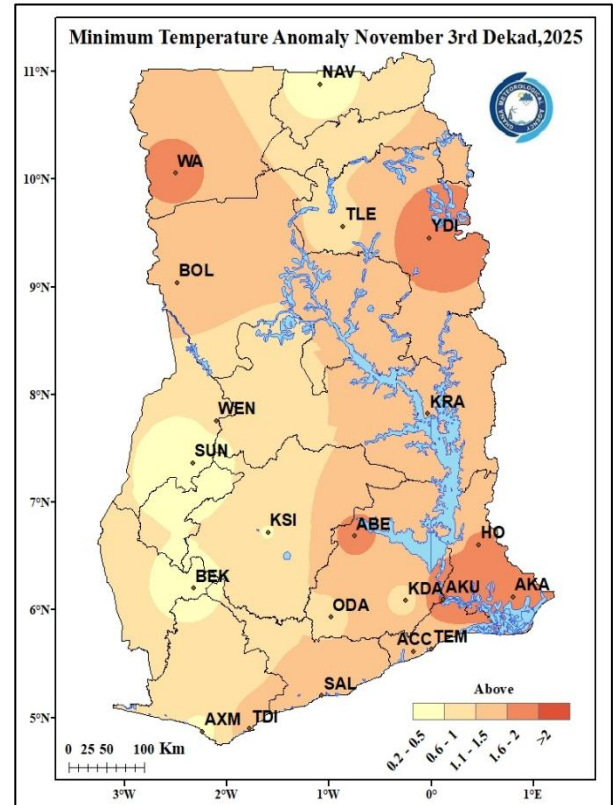 Minimum Temperature Anomaly November 3rd Dekad,2025
11°N
10°N
9°N
8°N
7°N
6°N
5°N
NAV
WA
TLE
YDI
BOL
KRA
WEN
SUN
KSI
ABE
HO
BEK
KDA
AKU
AKA
ODA
ACC
TEM
SAL
AXM
TDI
Above
0.2 - 0.5
0.6 - 1
1.1 - 1.5
1.6 - 2
>2
0 25 50 100 Km
3°W
2°W
1°W
0°
1°E
GHANA METEOROLOGICAL AGENCY